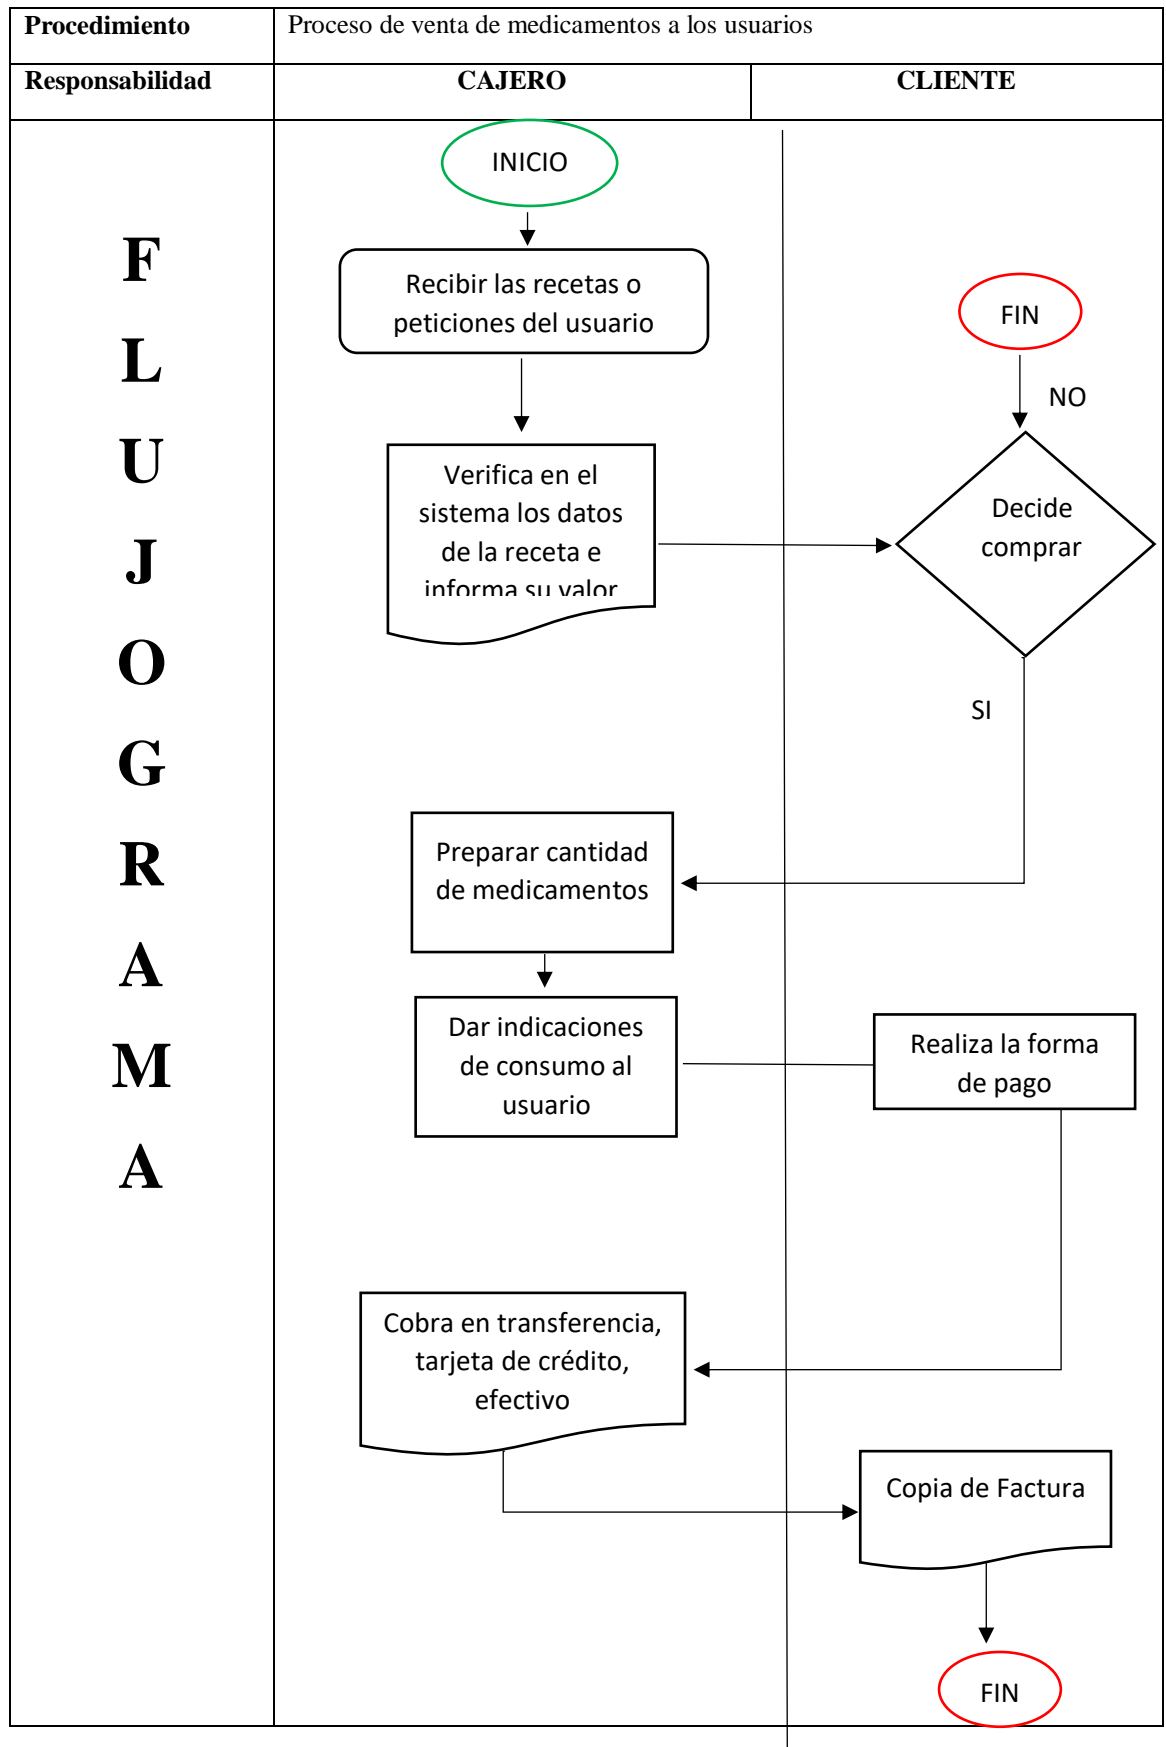 Procedimiento
Proceso de venta de medicamentos a los usuarios
Responsabilidad
CAJERO
CLIENTE
F
L
U
J
O
G
R
A
M
A
INICIO
Recibir las recetas o
peticiones del usuario
FIN
NO
Verifica en el
sistema los datos
de la receta e
informa su valor
Decide
comprar
SI
Preparar cantidad
de medicamentos
Dar indicaciones
de consumo al
usuario
Realiza la forma
de pago
Cobra en transferencia,
tarjeta de crédito,
efectivo
Copia de Factura
FIN